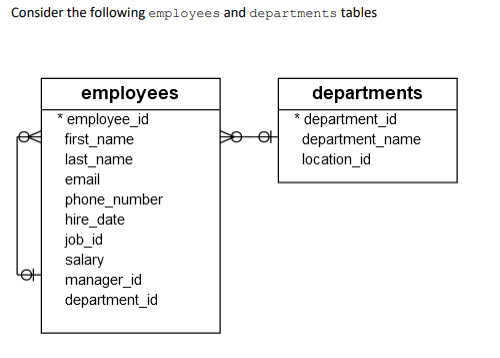 Consider the following employees and departments tables
employees
* employee_id
first_name
last_name
email
phone_number
hire_date
job_id
salary
manager_id
department_id
departments
* department_id
department_name
location_id